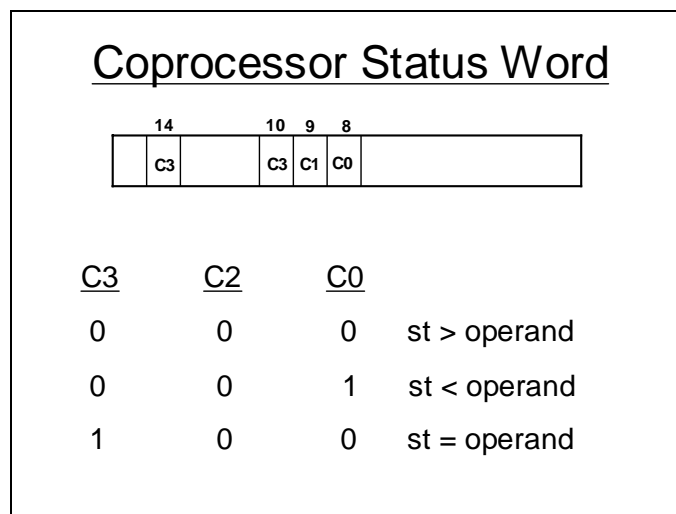 Coprocessor Status Word
14 10 9 8
C3 C3 C1 C0
C3 C2 C0
0 0 0 st > operand
0 0 1 st < operand
1 0 0 st = operand